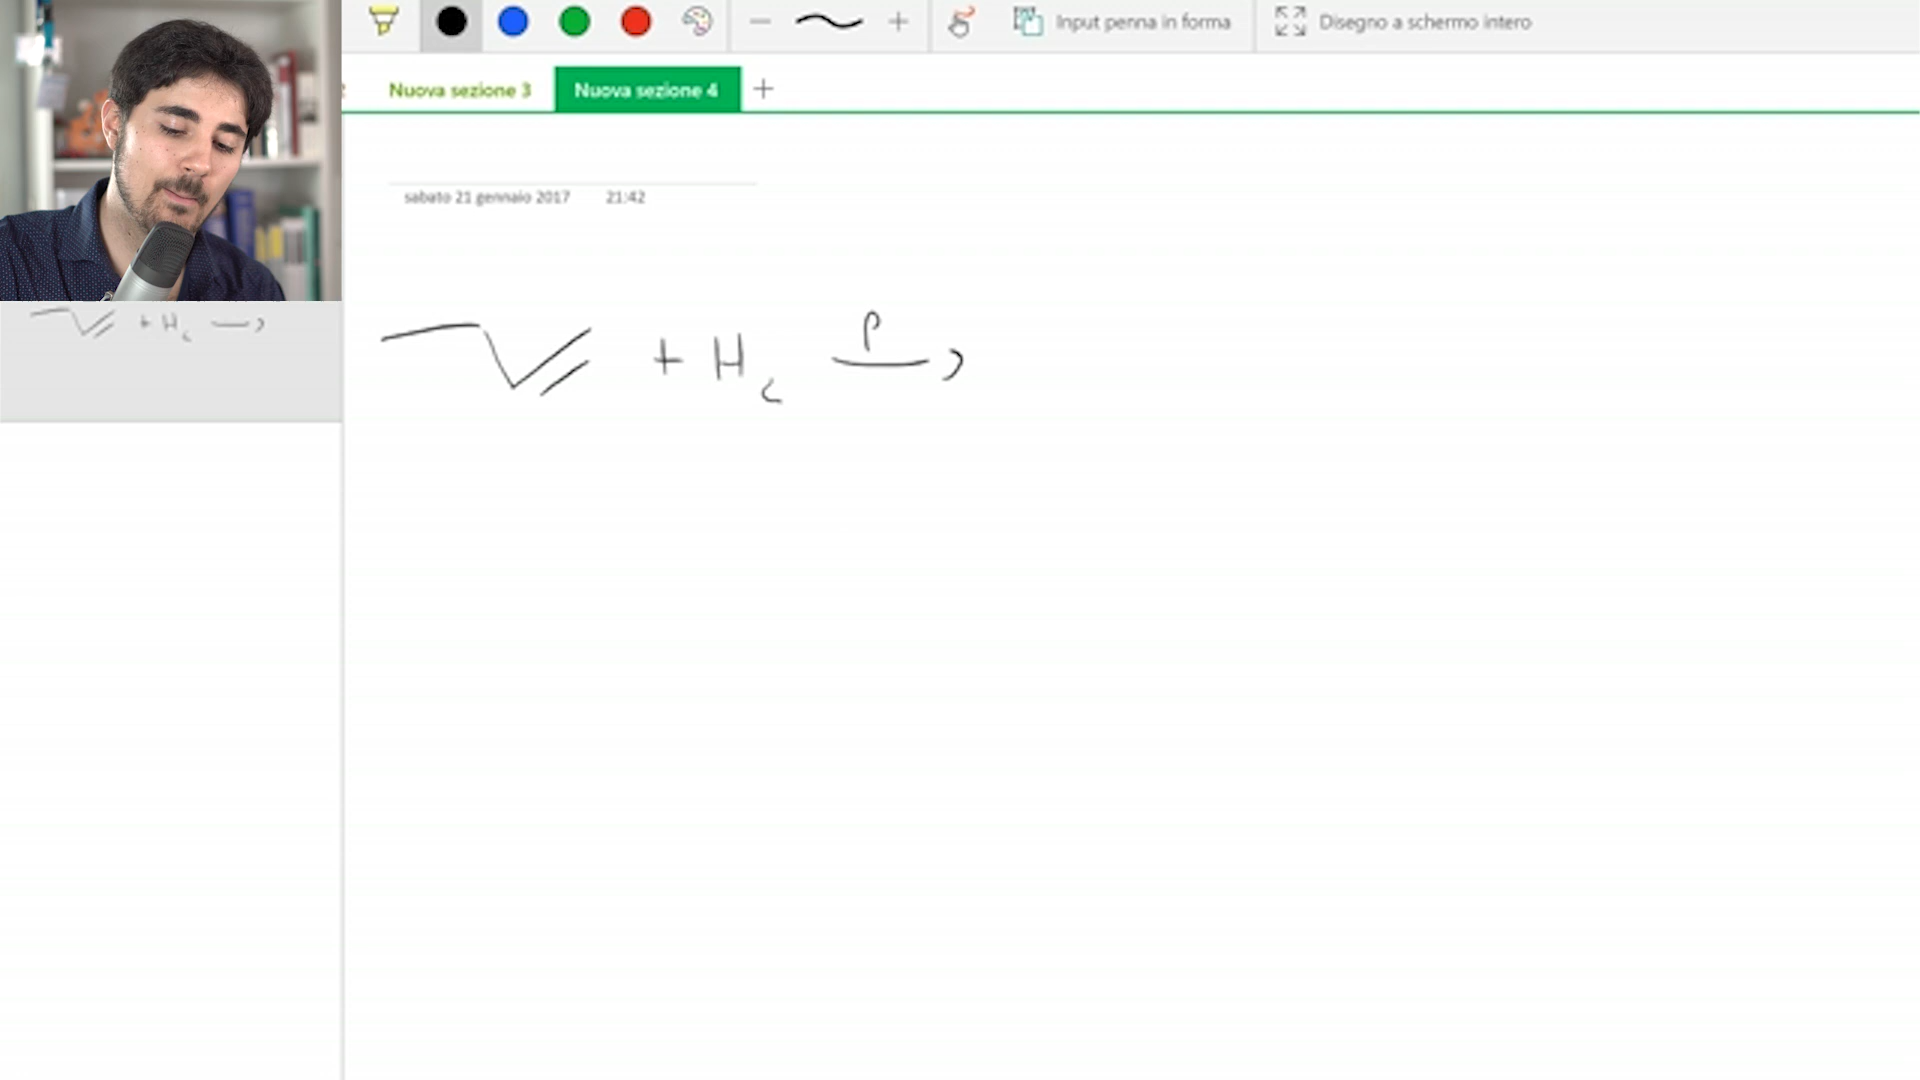 Input penna in forma
Disegno a schermo intero
Nuova sezione 3
Nuova sezione 4
sabato 21 gennaio 2017 21:42
+ H
+ H
P